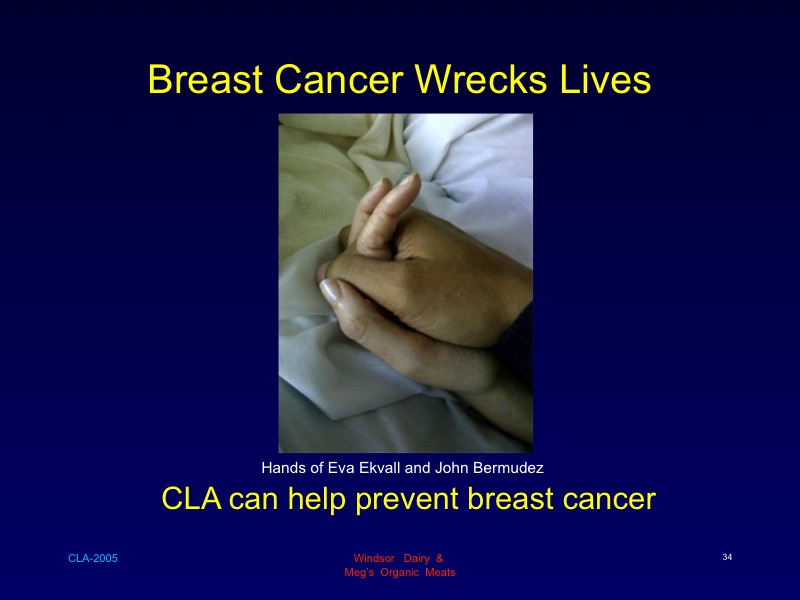 Breast Cancer Wrecks Lives
Hands of Eva Ekvall and John Bermudez
CLA can help prevent breast cancer
CLA-2005
Windsor Dairy &
Meg's Organic Meats
34